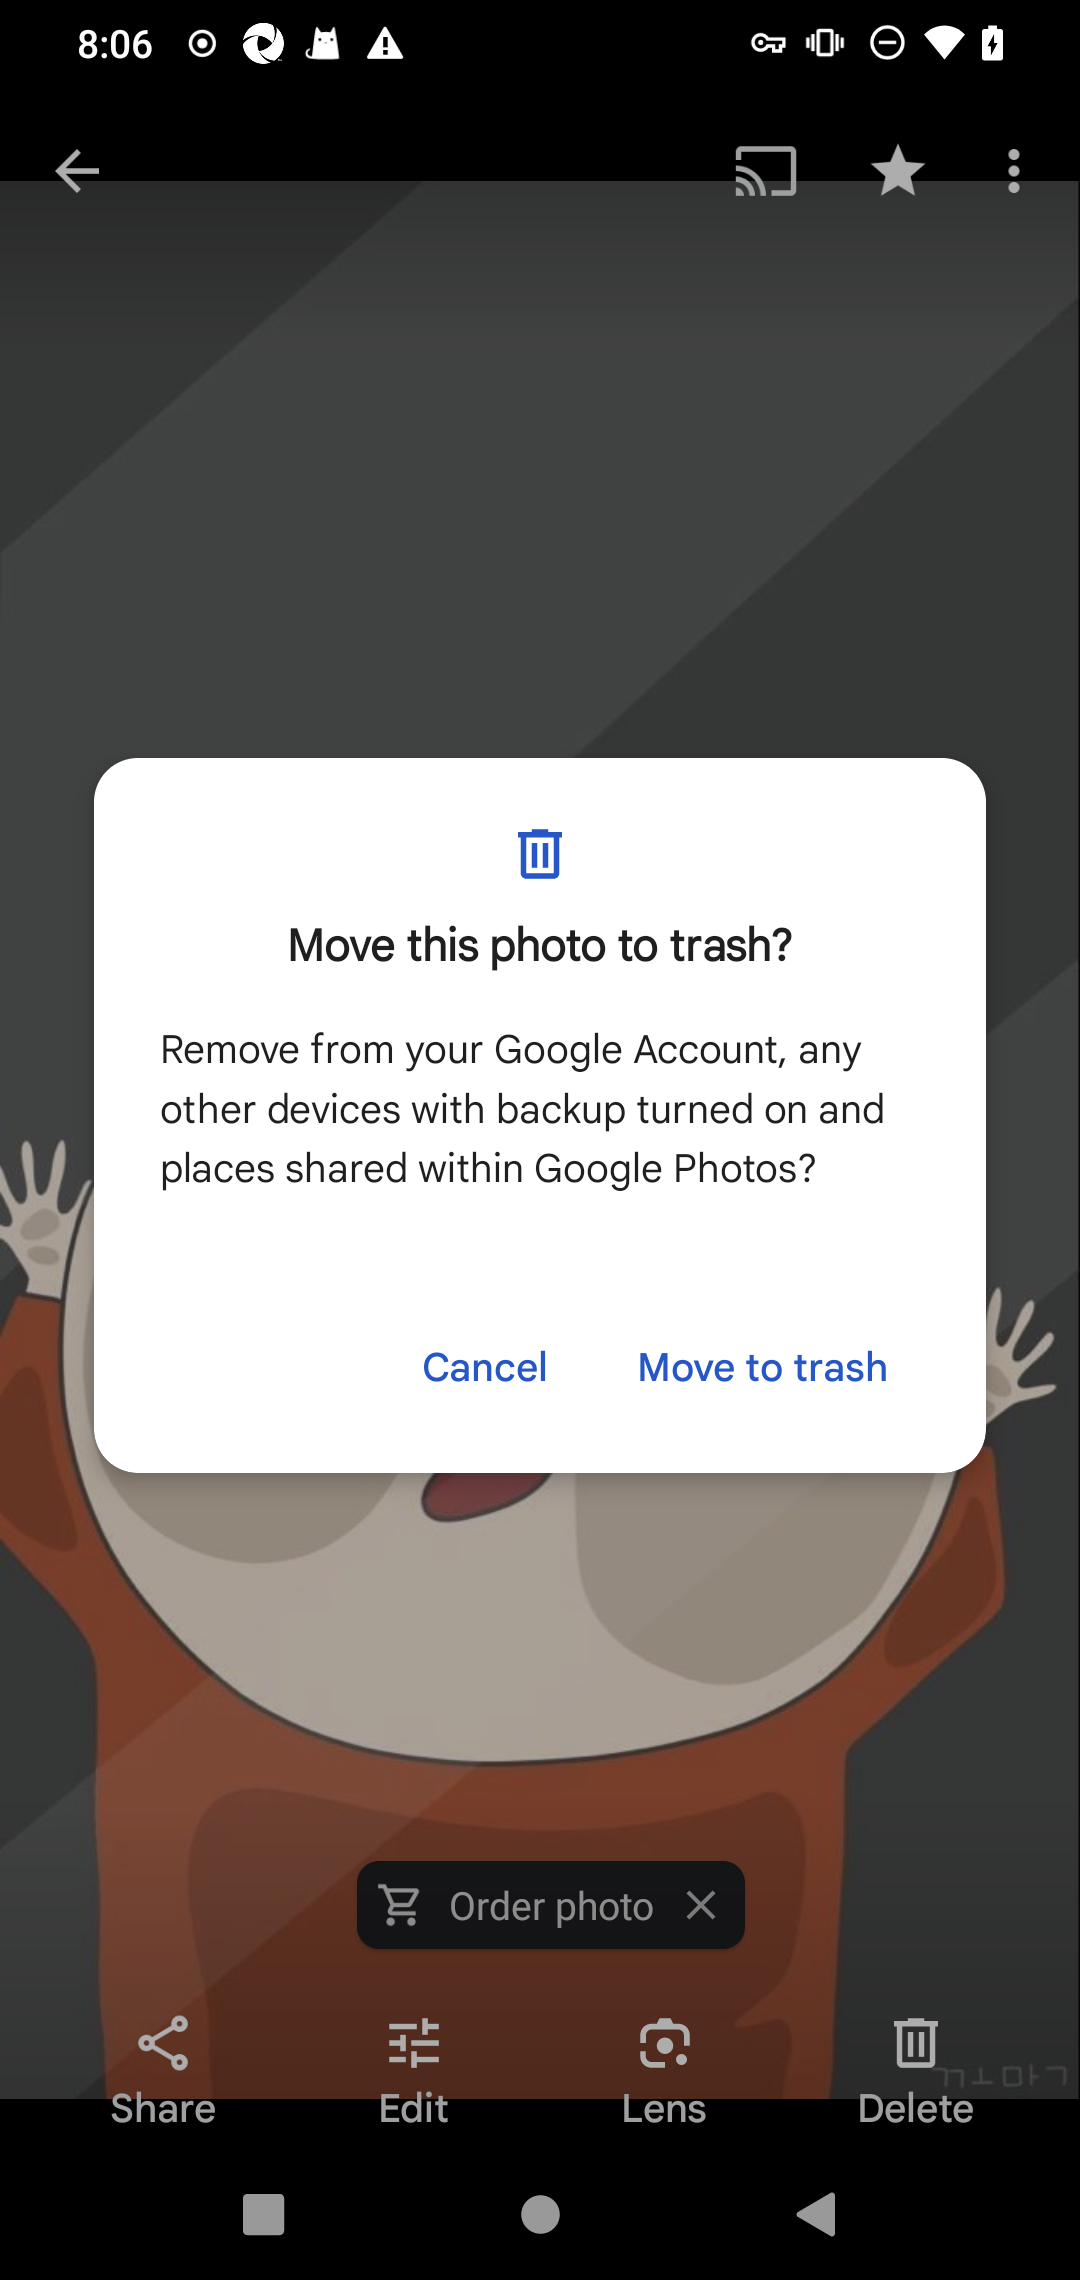 8:06
Move this photo to trash?
Remove from your Google Account, any
other devices with backup turned on and
places shared within Google Photos?
Cancel Move to trash
Order photo
Share Edit Lens Delete